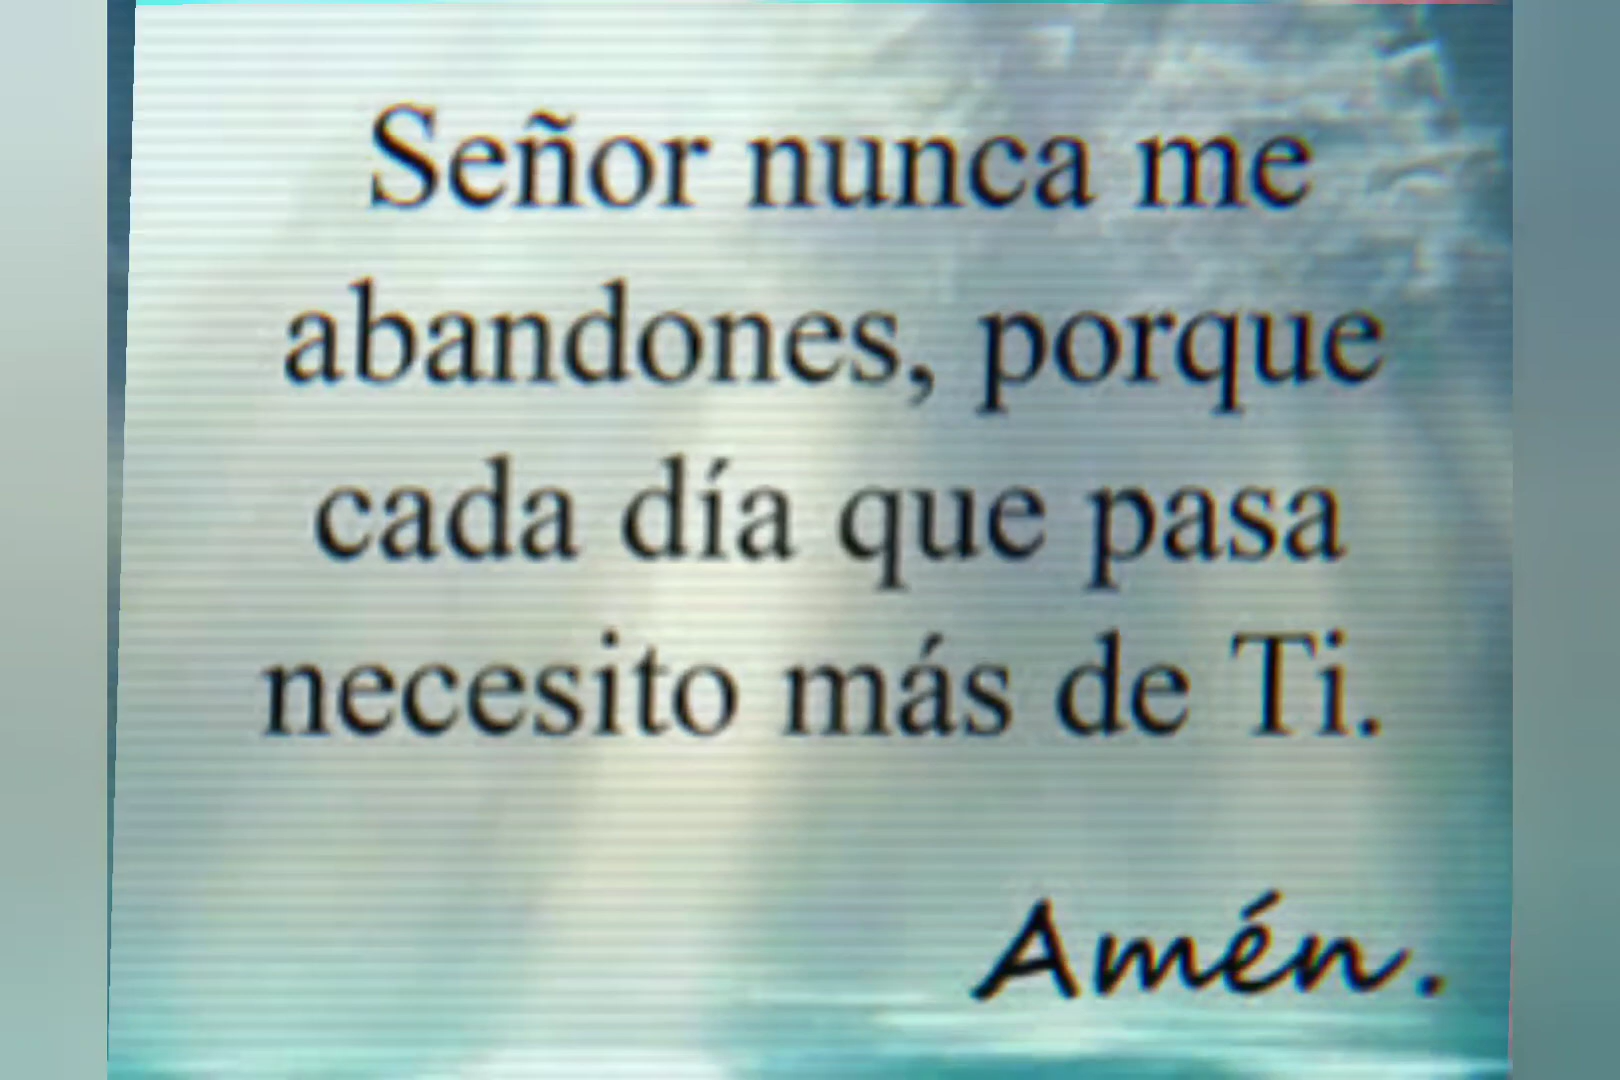 Señor nunca me
abandones, porque
cada día que pasa
necesito más de Ti.
Amén.